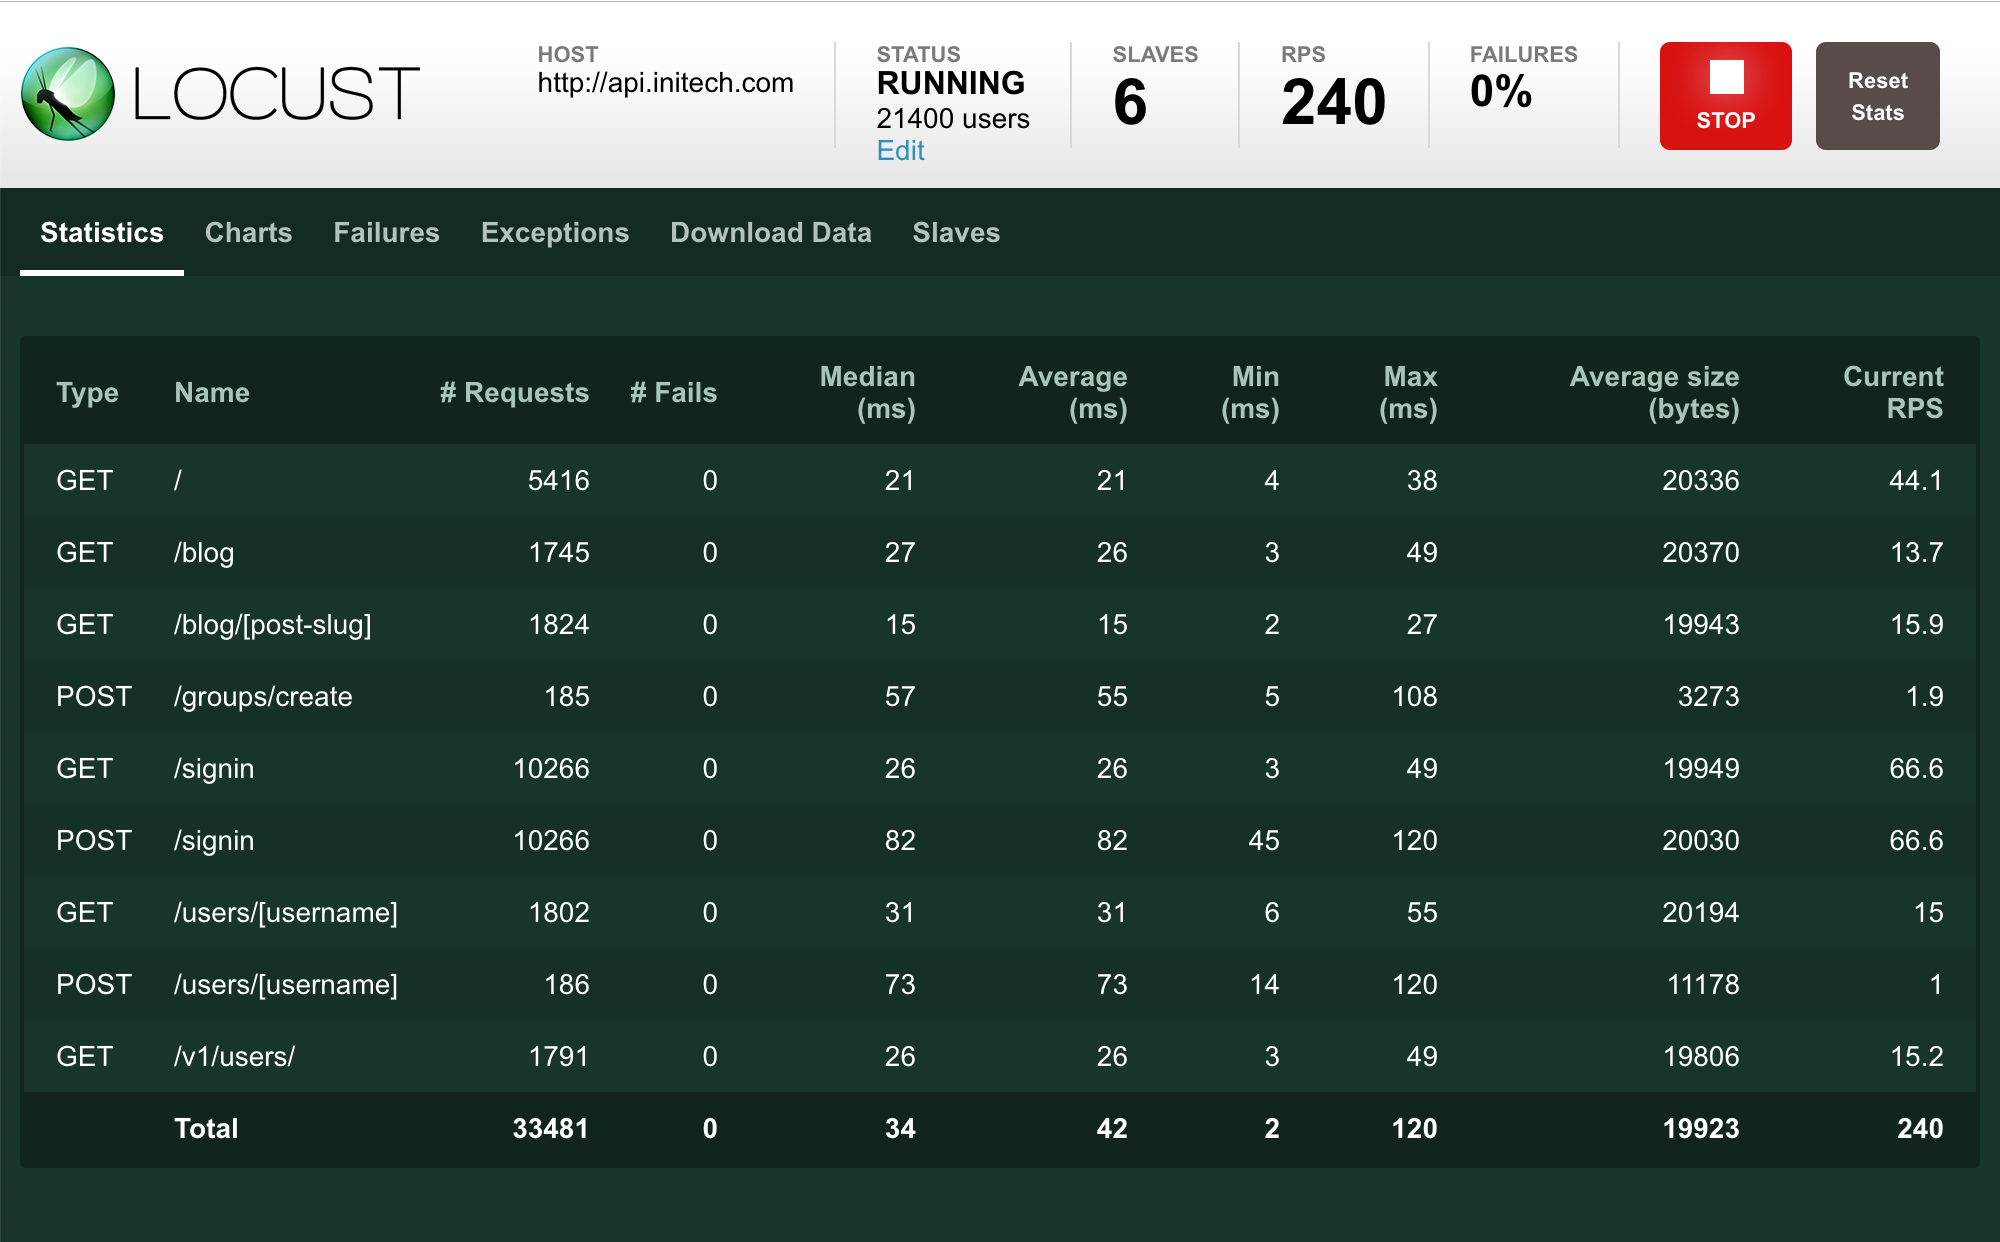 LOCUST
HOST
http://api.initech.com
STATUS
RUNNING
21400 users
Edit
SLAVES
6
RPS
240
FAILURES
0%
STOP
Reset
Stats
Statistics Charts Failures Exceptions Download Data Slaves
Type Name # Requests # Fails Median (ms) Average (ms) Min (ms) Max (ms) Average size (bytes) Current RPS
GET / 5416 0 21 21 4 38 20336 44.1
GET /blog 1745 0 27 26 3 49 20370 13.7
GET /blog/[post-slug] 1824 0 15 15 2 27 19943 15.9
POST /groups/create 185 0 57 55 5 108 3273 1.9
GET /signin 10266 0 26 26 3 49 19949 66.6
POST /signin 10266 0 82 82 45 120 20030 66.6
GET /users/[username] 1802 0 31 31 6 55 20194 15
POST /users/[username] 186 0 73 73 14 120 11178 1
GET /v1/users/ 1791 0 26 26 3 49 19806 15.2
Total 33481 0 34 42 2 120 19923 240